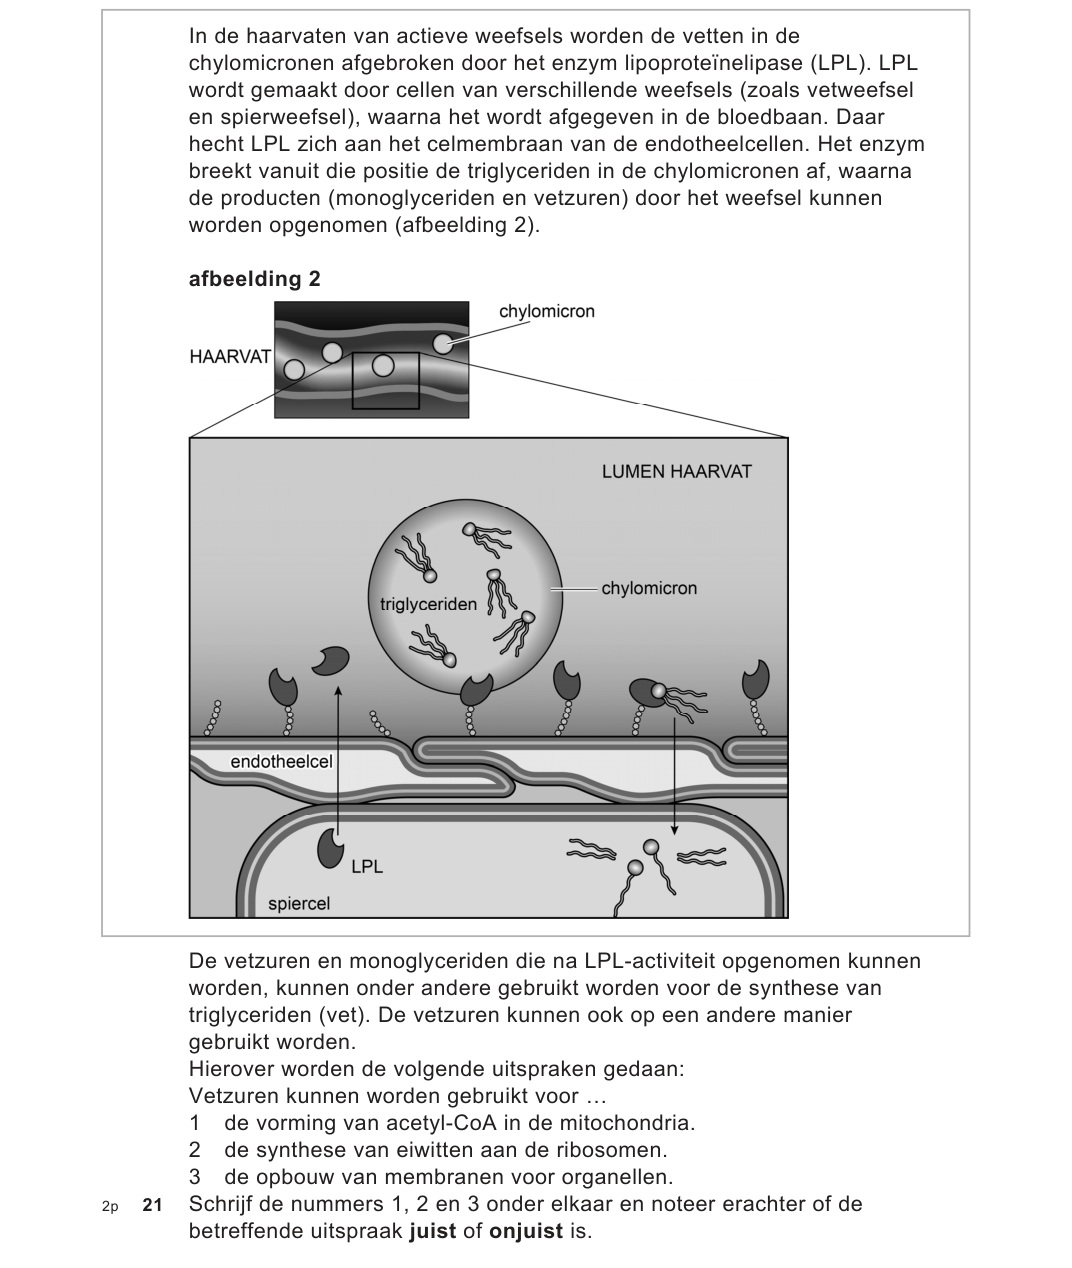 In de haarvaten van actieve weefsels worden de vetten in de
chylomicronen afgebroken door het enzym lipoproteïnelipase (LPL). LPL
wordt gemaakt door cellen van verschillende weefsels (zoals vetweefsel
en spierweefsel), waarna het wordt afgegeven in de bloedbaan. Daar
hecht LPL zich aan het celmembraan van de endotheelcellen. Het enzym
breekt vanuit die positie de triglyceriden in de chylomicronen af, waarna
de producten (monoglyceriden en vetzuren) door het weefsel kunnen
worden opgenomen (afbeelding 2).
afbeelding 2
chylomicron
HAARVAT
LUMEN HAARVAT
chylomicron
triglyceriden
endotheelcel
LPL
spiercel
De vetzuren en monoglyceriden die na LPL-activiteit opgenomen kunnen
worden, kunnen onder andere gebruikt worden voor de synthese van
triglyceriden (vet). De vetzuren kunnen ook op een andere manier
gebruikt worden.
Hierover worden de volgende uitspraken gedaan:
Vetzuren kunnen worden gebruikt voor …
1 de vorming van acetyl-CoA in de mitochondria.
2 de synthese van eiwitten aan de ribosomen.
3 de opbouw van membranen voor organellen.
2p 21 Schrijf de nummers 1, 2 en 3 onder elkaar en noteer erachter of de
betreffende uitspraak juist of onjuist is.